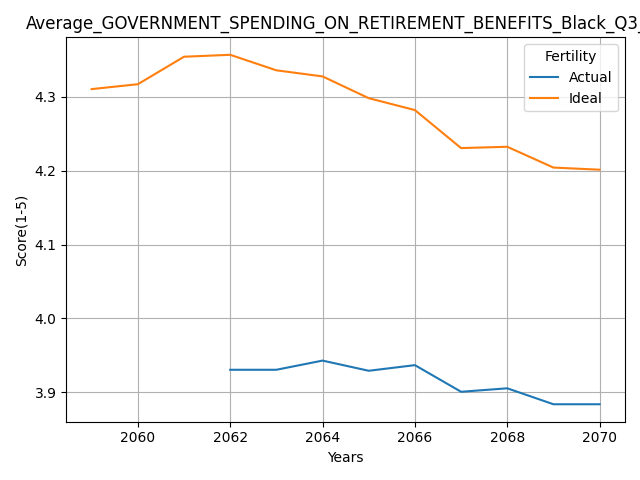 Average_GOVERNMENT_SPENDING_ON_RETIREMENT_BENEFITS_Black_Q3_
Fertility
Actual
Ideal
4.3
4.2
4.1
4.0
3.9
Score(1-5)
2060 2062 2064 2066 2068 2070
Years